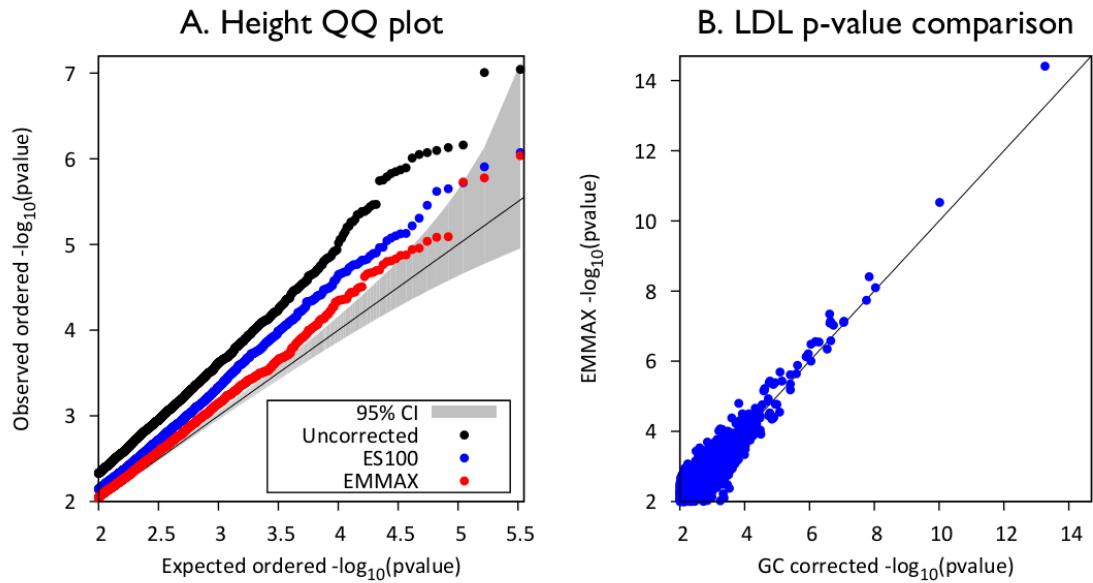 A. Height QQ plot
Observed ordered -log10(pvalue)
7
6
5
4
3
2
95% CI
Uncorrected
ES100
EMMAX
2 2.5 3 3.5 4 4.5 5 5.5
Expected ordered -log10(pvalue)
B. LDL p-value comparison
EMMAX -log10(pvalue)
14
12
10
8
6
4
2
2 4 6 8 10 12 14
GC corrected -log10(pvalue)